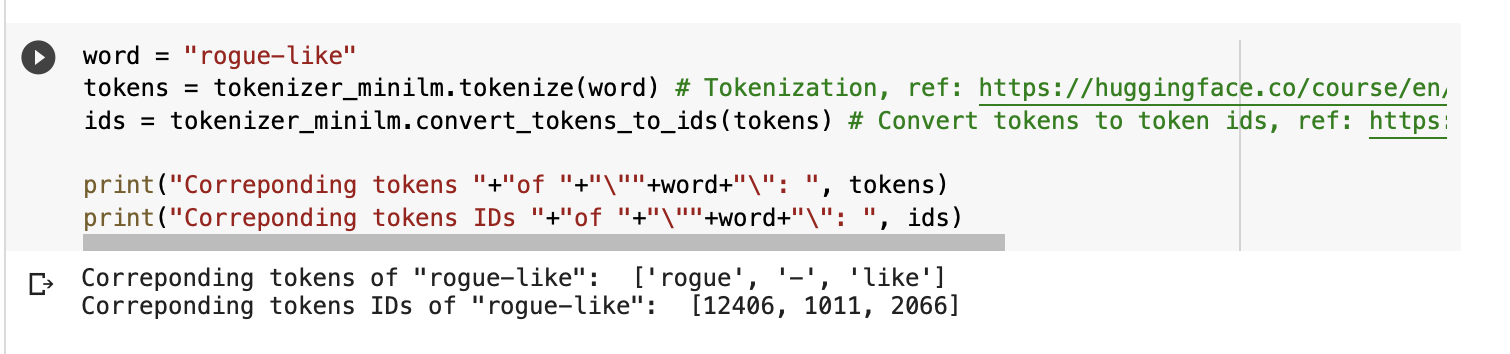 word = "rogue-like"
tokens = tokenizer_minilm.tokenize(word) # Tokenization, ref: https://huggingface.co/course/en/
ids = tokenizer_minilm.convert_tokens_to_ids(tokens) # Convert tokens to token ids, ref: https:
print("Correponding tokens "+"of "+"\""+word+"\": ", tokens)
print("Correponding tokens IDs "+"of "+"\""+word+"\": ", ids)
Correponding tokens of "rogue-like":  ['rogue', '-', 'like']
Correponding tokens IDs of "rogue-like":  [12406, 1011, 2066]